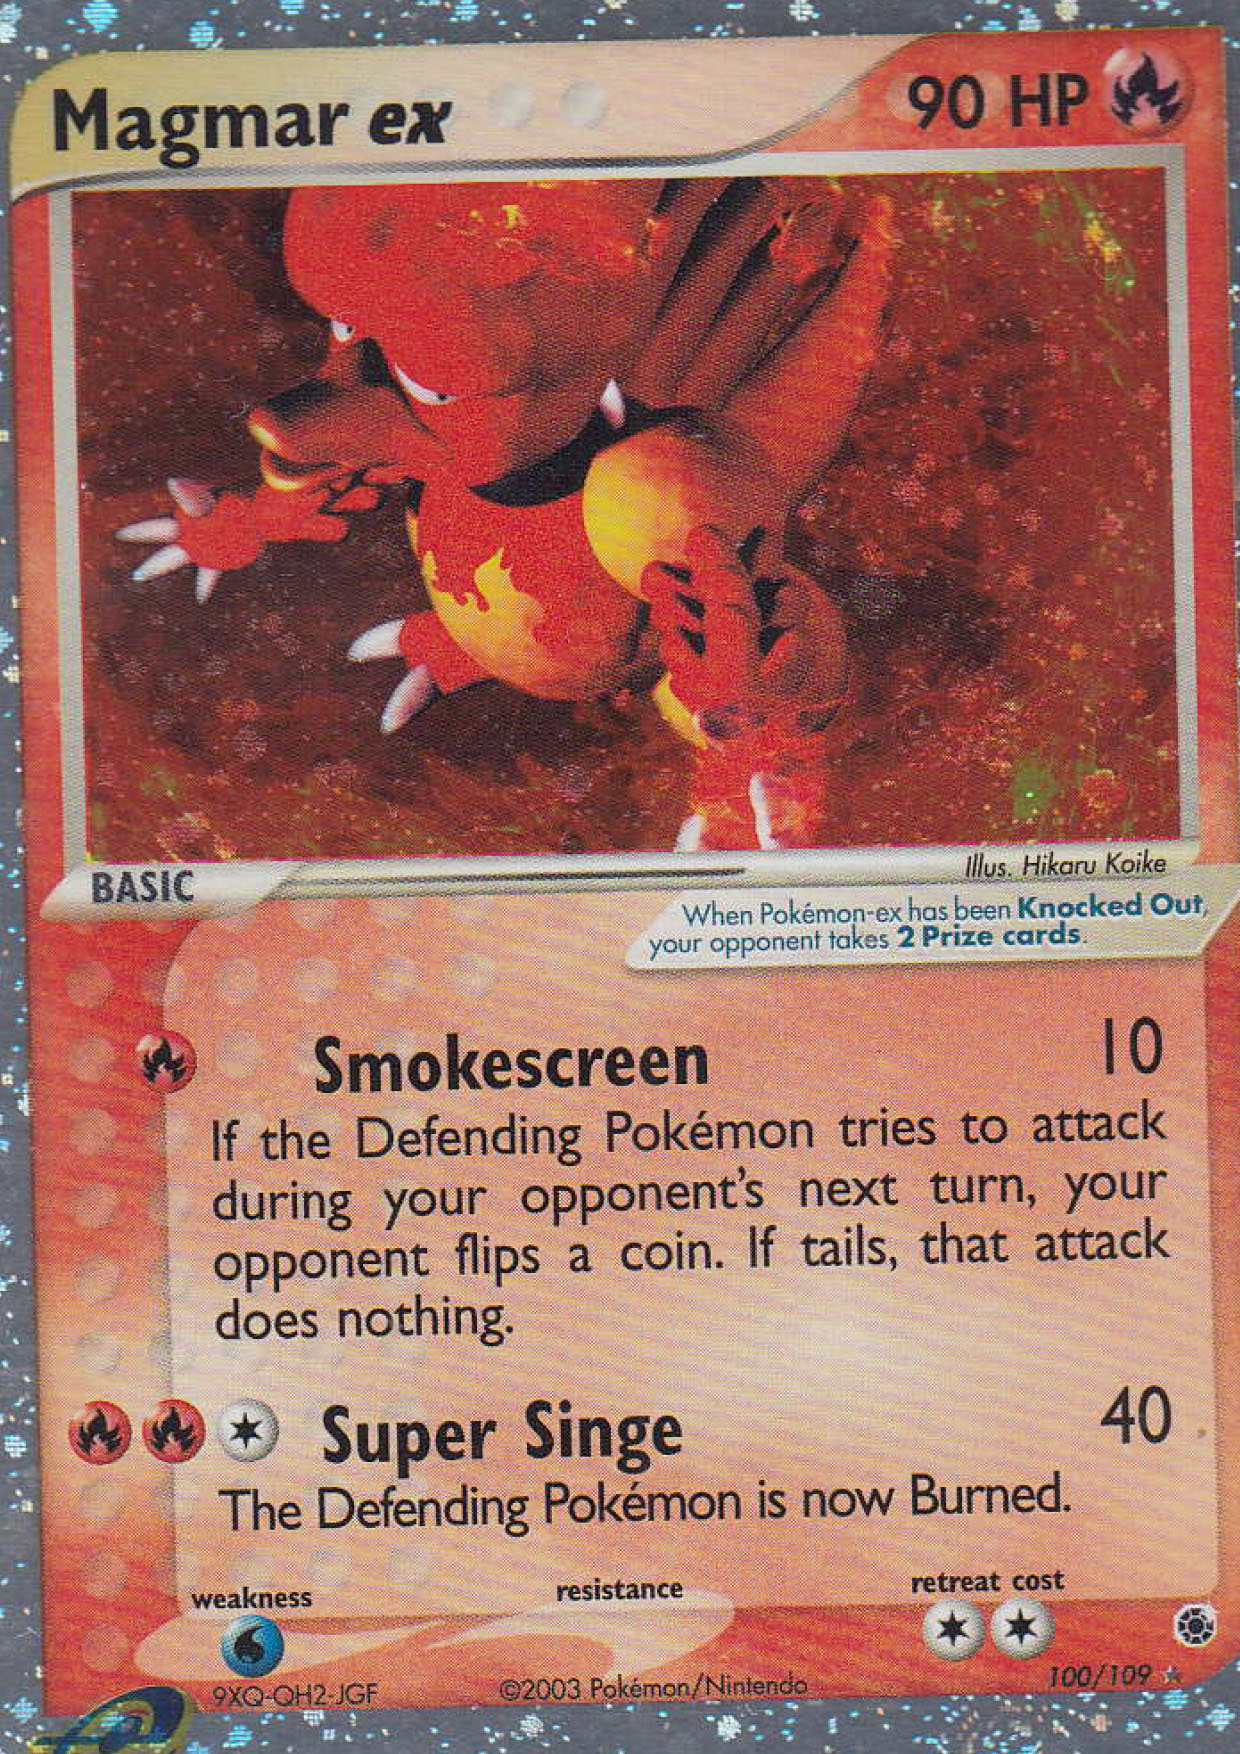 Magmar ex
90 HP
BASIC
Illus. Hikaru Koike
When Pokémon-ex has been Knocked Out,
your opponent takes 2 Prize cards.
Smokescreen 10
If the Defending Pokémon tries to attack
during your opponent's next turn, your
opponent flips a coin. If tails, that attack
does nothing.
Super Singe 40
The Defending Pokémon is now Burned.
weakness resistance retreat cost
9XQ-QH2-JGF ©2003 Pokémon/Nintendo 100/109 ★